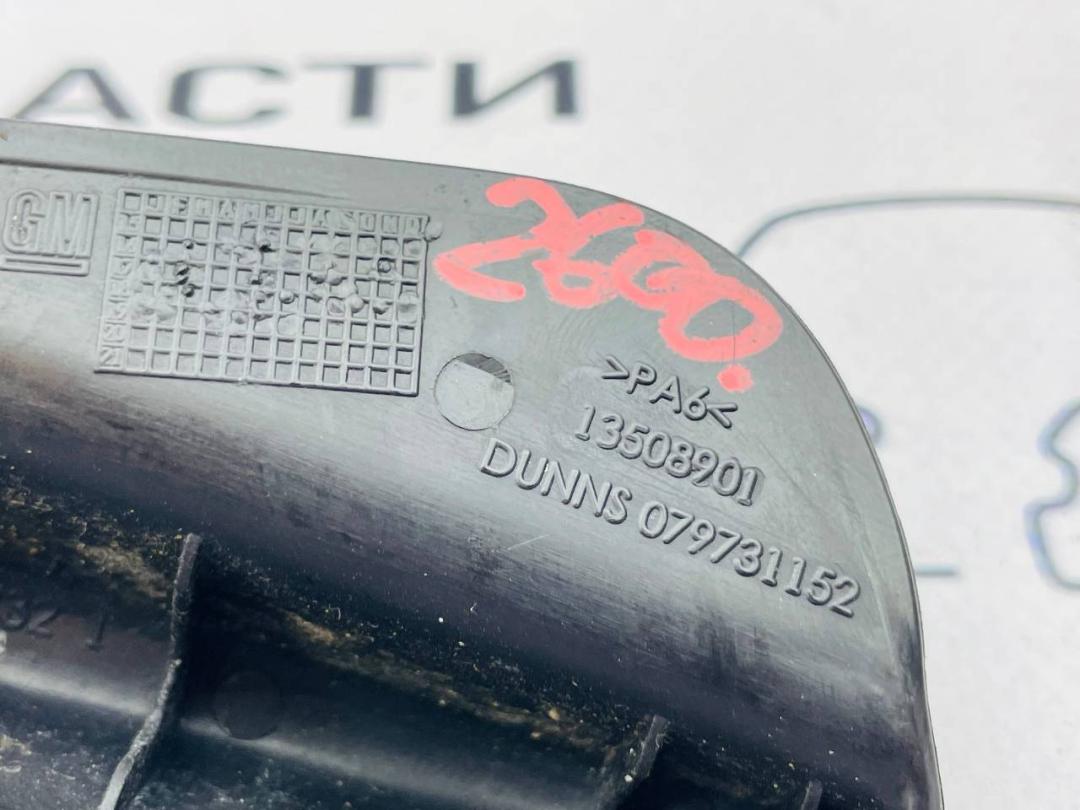 АСТИ
GM
J F M A M J J A S O N D
2600.
>PA6<
13508901
DUNNS 079731152